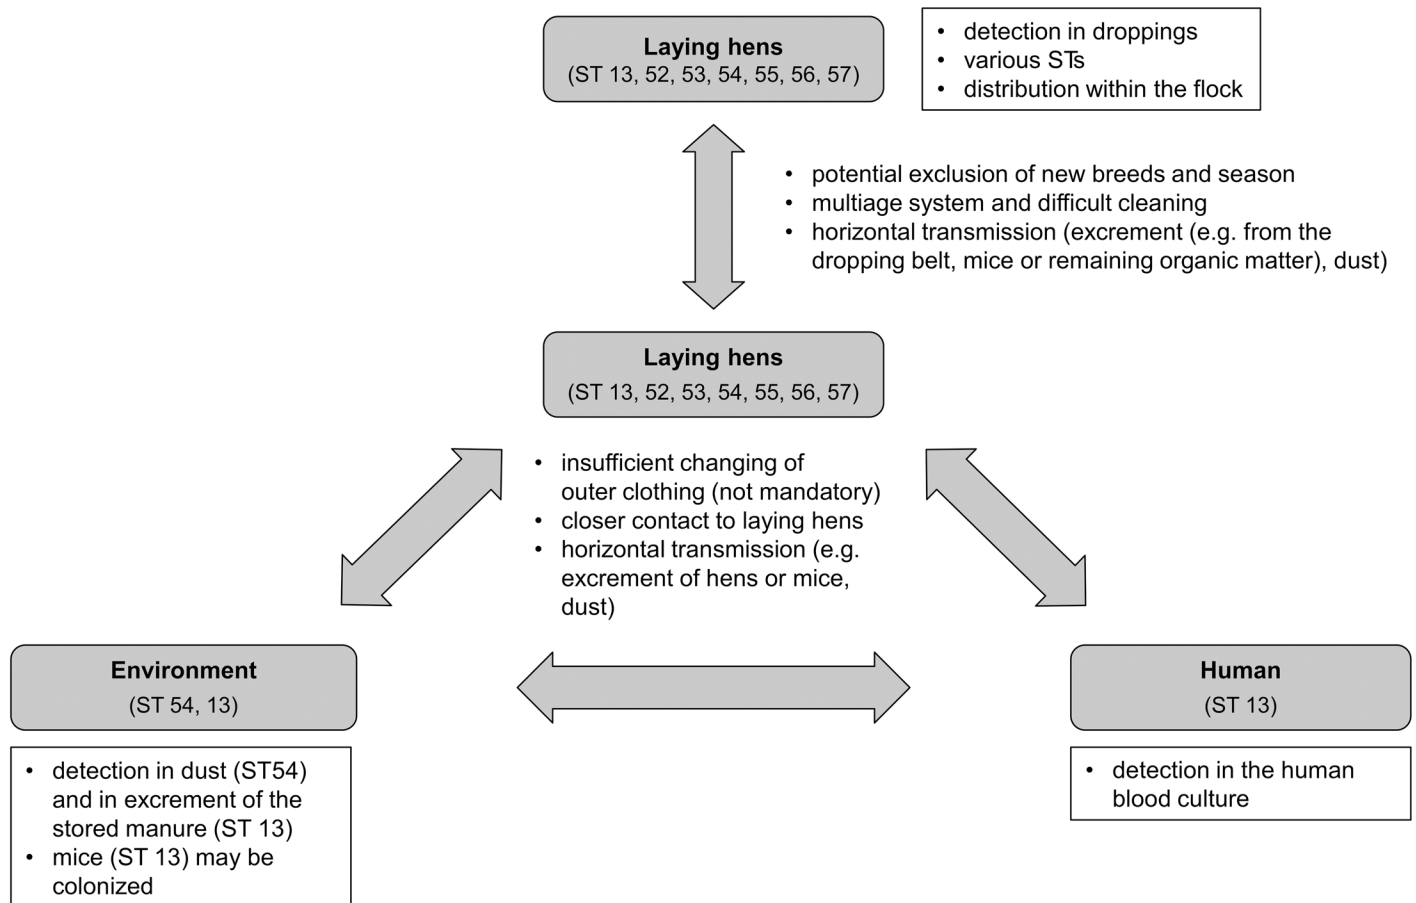 Laying hens
(ST 13, 52, 53, 54, 55, 56, 57)
• detection in droppings
• various STs
• distribution within the flock
• potential exclusion of new breeds and season
• multiage system and difficult cleaning
• horizontal transmission (excrement (e.g. from the
dropping belt, mice or remaining organic matter), dust)
Laying hens
(ST 13, 52, 53, 54, 55, 56, 57)
• insufficient changing of
outer clothing (not mandatory)
• closer contact to laying hens
• horizontal transmission (e.g.
excrement of hens or mice,
dust)
Environment
(ST 54, 13)
• detection in dust (ST54)
and in excrement of the
stored manure (ST 13)
• mice (ST 13) may be
colonized
Human
(ST 13)
• detection in the human
blood culture